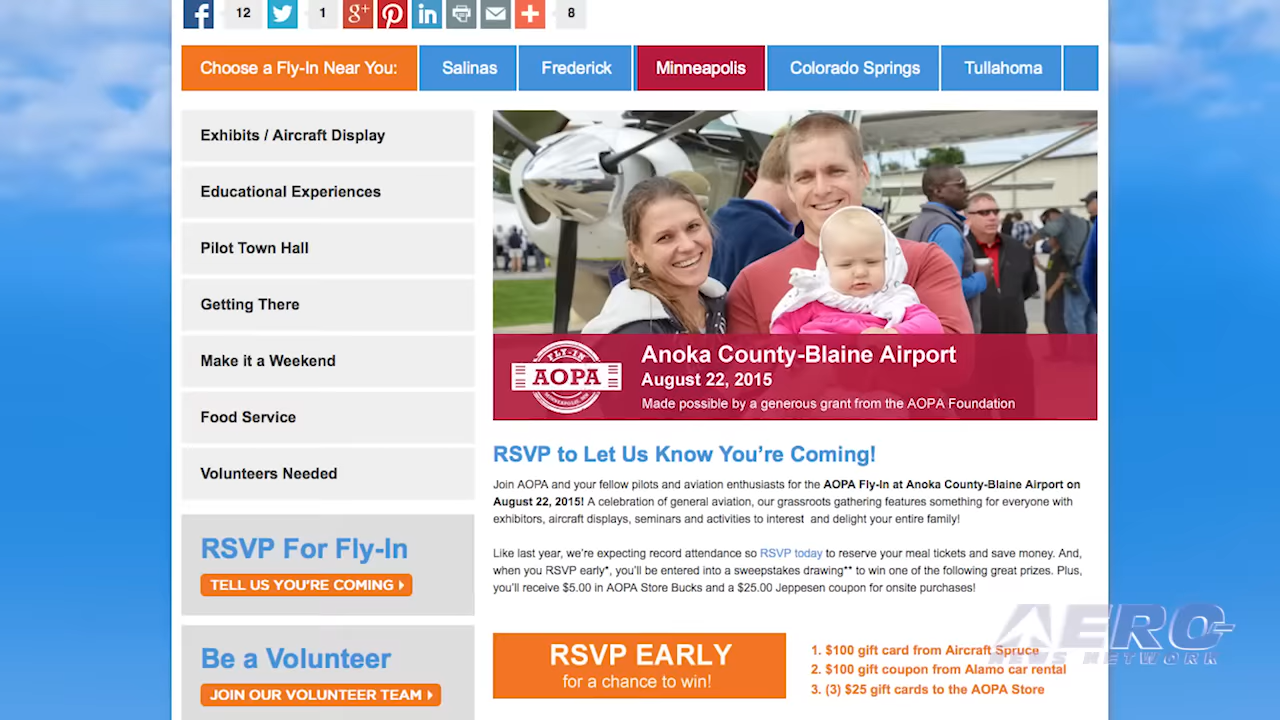 12
1
8
Choose a Fly-In Near You:
Salinas
Frederick
Minneapolis
Colorado Springs
Tullahoma
Exhibits / Aircraft Display
Educational Experiences
Pilot Town Hall
Getting There
Make it a Weekend
Food Service
Volunteers Needed
RSVP For Fly-In
TELL US YOU'RE COMING
Be a Volunteer
JOIN OUR VOLUNTEER TEAM
FLY-IN
AOPA
MINNEAPOLIS, MN
Anoka County-Blaine Airport
August 22, 2015
Made possible by a generous grant from the AOPA Foundation
RSVP to Let Us Know You're Coming!
Join AOPA and your fellow pilots and aviation enthusiasts for the AOPA Fly-In at Anoka County-Blaine Airport on
August 22, 2015! A celebration of general aviation, our grassroots gathering features something for everyone with
exhibitors, aircraft displays, seminars and activities to interest and delight your entire family!
Like last year, we're expecting record attendance so RSVP today to reserve your meal tickets and save money. And,
when you RSVP early*, you'll be entered into a sweepstakes drawing** to win one of the following great prizes. Plus,
you'll receive $5.00 in AOPA Store Bucks and a $25.00 Jeppesen coupon for onsite purchases!
RSVP EARLY
for a chance to win!
1. $100 gift card from Aircraft Spruce
2. $100 gift coupon from Alamo car rental
3. (3) $25 gift cards to the AOPA Store
AERO
NEWS NETWORK